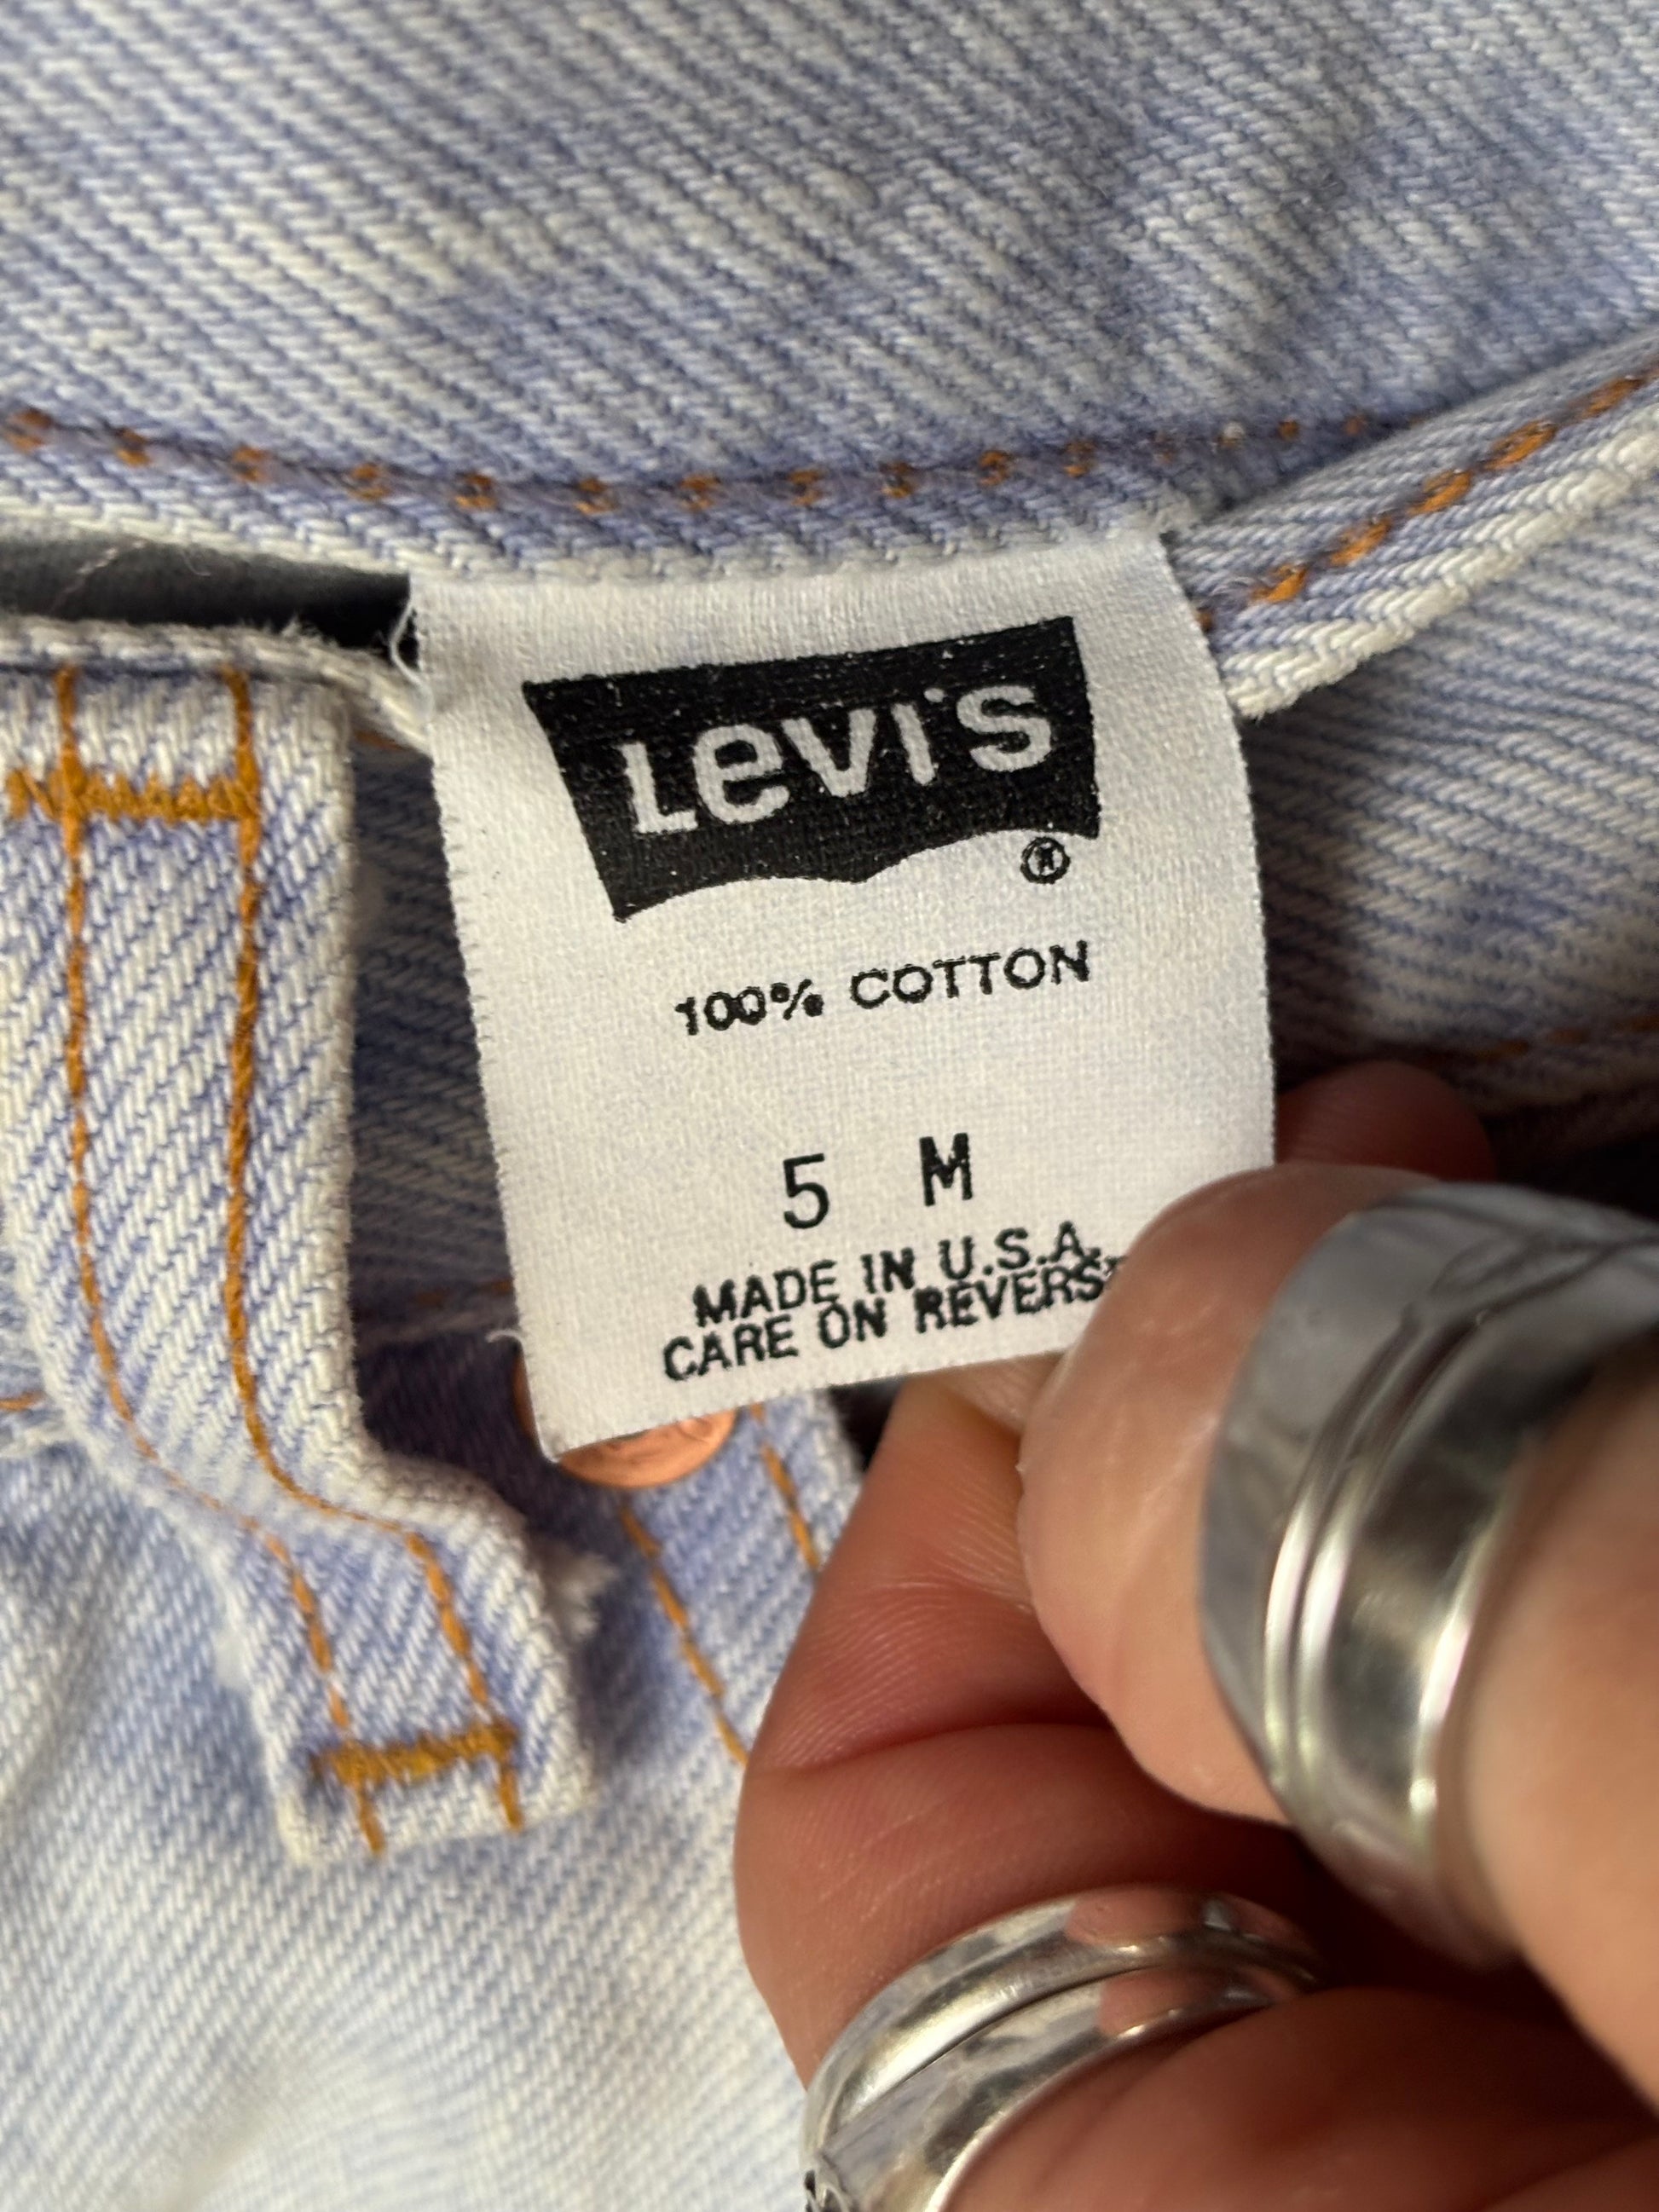 Levi's ®
100% COTTON
5 M
MADE IN U.S.A.
CARE ON REVERSE